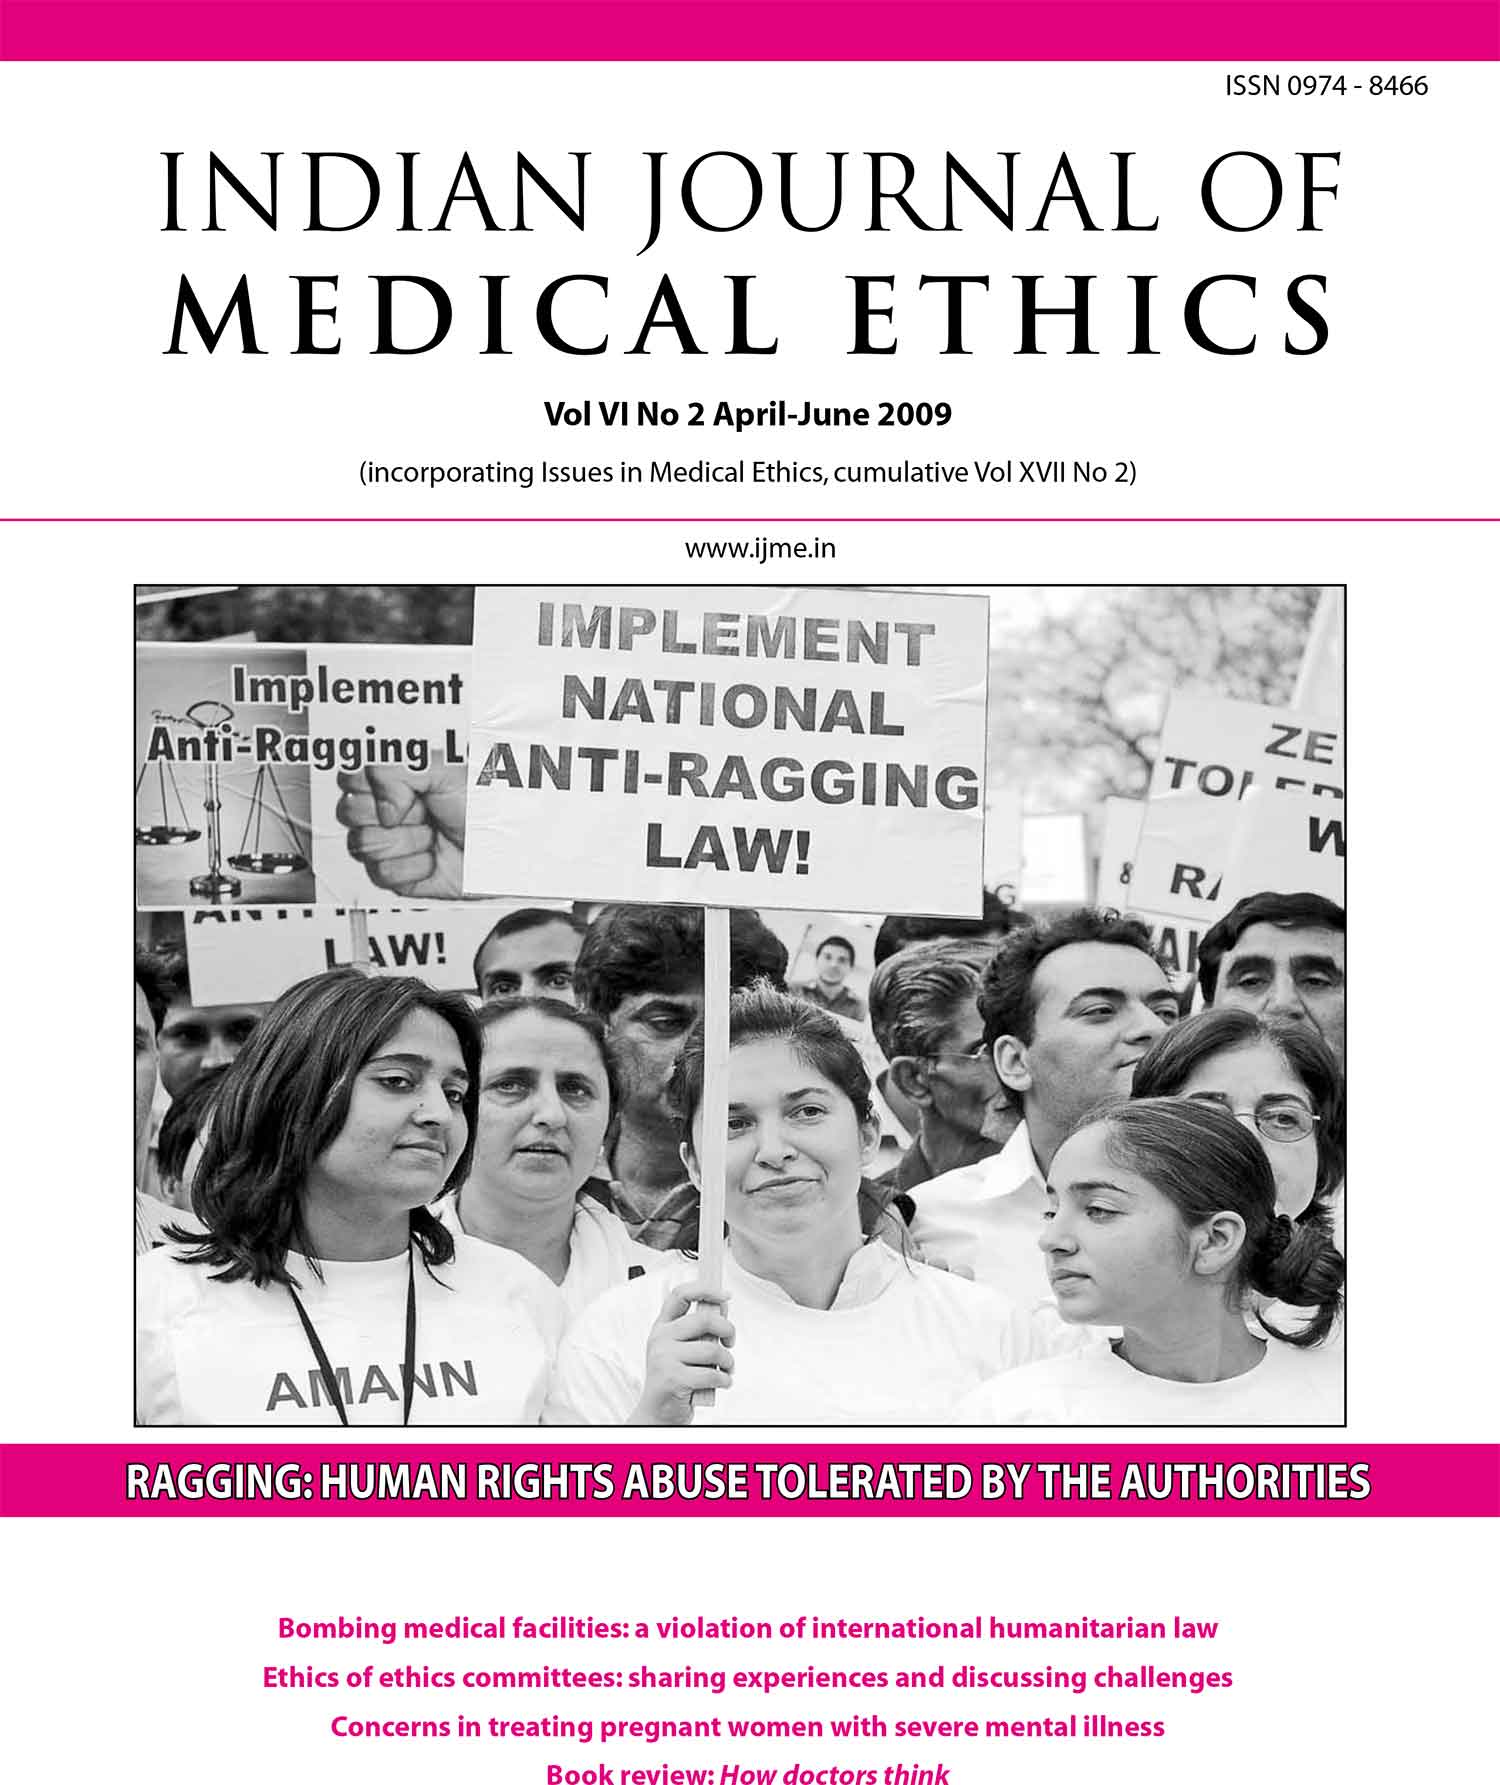 ISSN 0974 - 8466
INDIAN JOURNAL OF
MEDICAL ETHICS
Vol VI No 2 April-June 2009
(incorporating Issues in Medical Ethics, cumulative Vol XVII No 2)
www.ijme.in
Implement
Anti-Ragging L
IMPLEMENT
NATIONAL
ANTI-RAGGING
LAW!
ZE
TO
W
&
RA
LAW!
AMANN
RAGGING: HUMAN RIGHTS ABUSE TOLERATED BY THE AUTHORITIES
Bombing medical facilities: a violation of international humanitarian law
Ethics of ethics committees: sharing experiences and discussing challenges
Concerns in treating pregnant women with severe mental illness
Book review: How doctors think